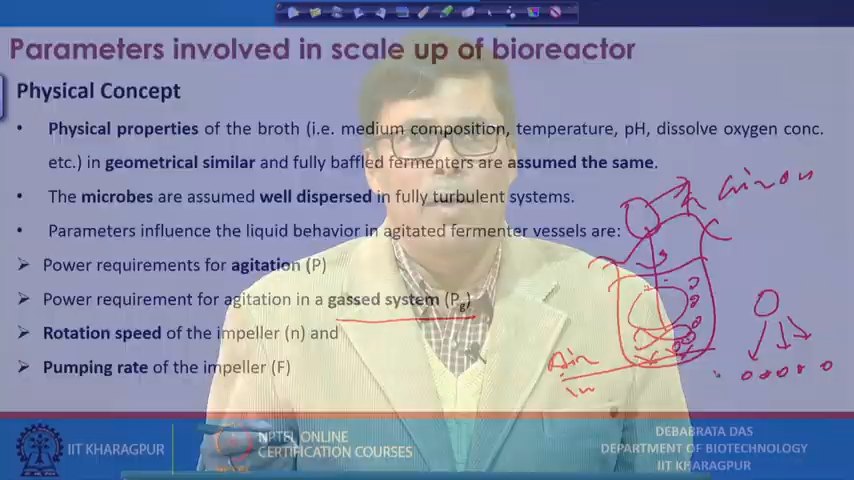 Parameters involved in scale up of bioreactor
Physical Concept
• Physical properties of the broth (i.e. medium composition, temperature, pH, dissolve oxygen conc.
etc.) in geometrical similar and fully baffled fermenters are assumed the same.
• The microbes are assumed well dispersed in fully turbulent systems.
• Parameters influence the liquid behavior in agitated fermenter vessels are:
➢ Power requirements for agitation (P)
➢ Power requirement for agitation in a gassed system (Pg)
➢ Rotation speed of the impeller (n) and
➢ Pumping rate of the impeller (F)
Air
in
IIT KHARAGPUR
NPTEL ONLINE
CERTIFICATION COURSES
DEBABRATA DAS
DEPARTMENT OF BIOTECHNOLOGY
IIT KHARAGPUR